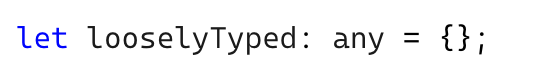 let looselyTyped: any = {};